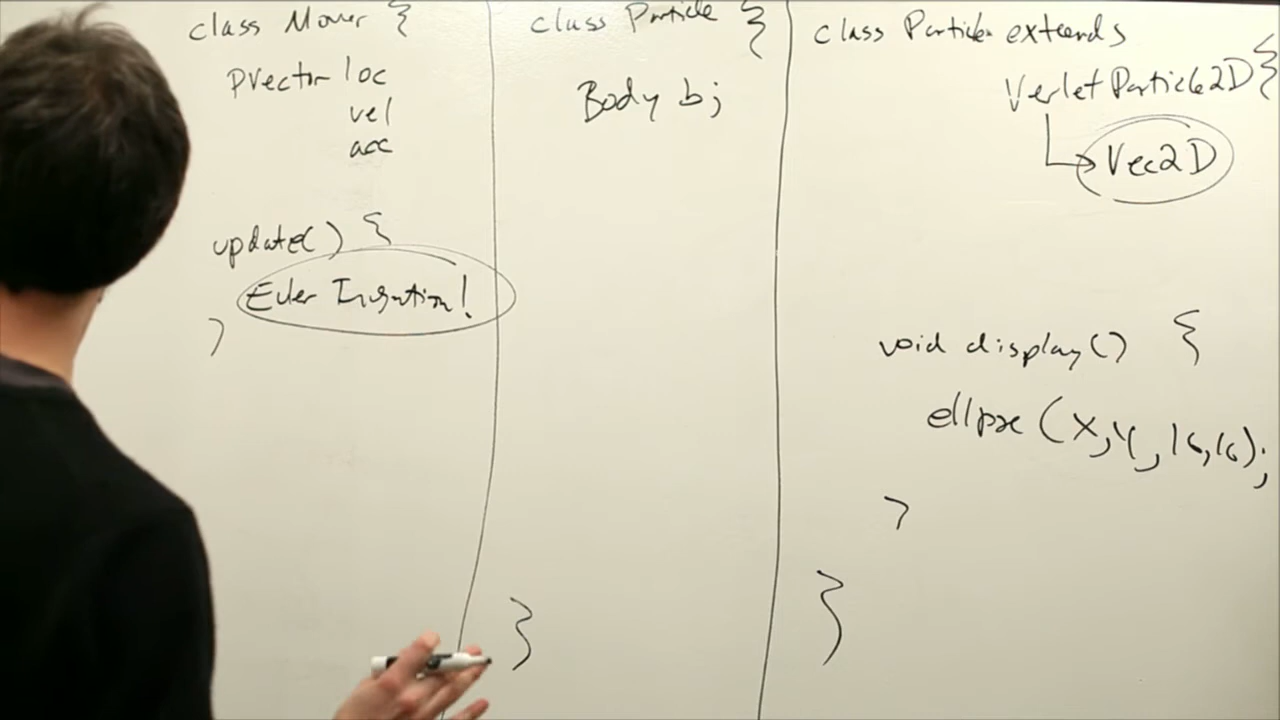 class Mover {
PVector loc
vel
acc
update() {
Euler Integration!
}
class Particle {
Body b;
}
class Particle extends
VerletParticle2D {
Vec2D
void display() {
ellipse (x,y,16,16);
}
}